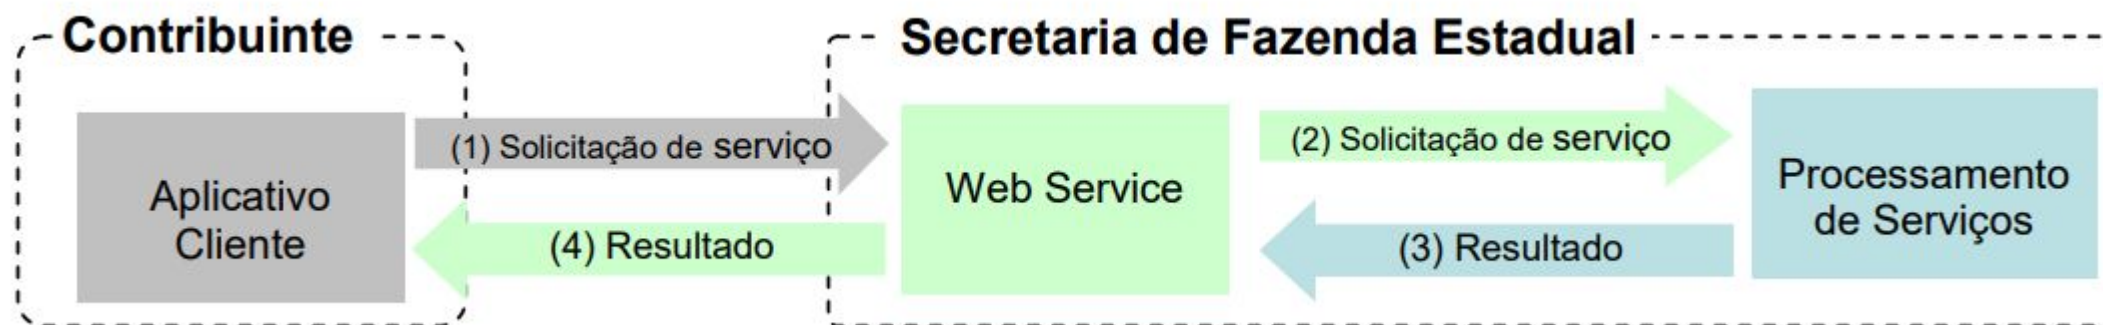 Contribuinte
Secretaria de Fazenda Estadual
Aplicativo
Cliente
(1) Solicitação de serviço
(4) Resultado
Web Service
(2) Solicitação de serviço
(3) Resultado
Processamento
de Serviços